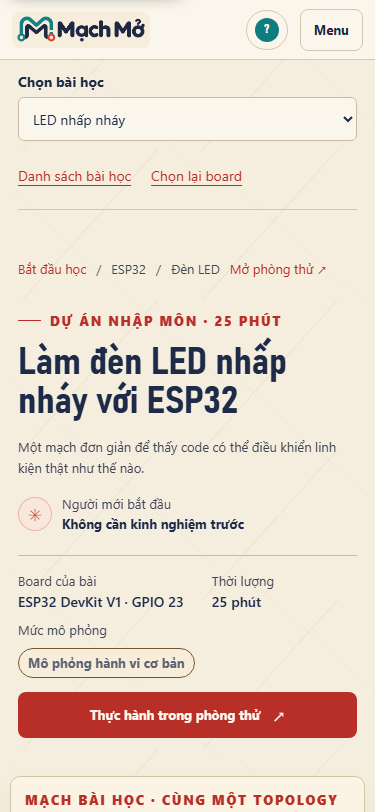 Mạch Mở
?
Menu
Chọn bài học
LED nhấp nháy
Danh sách bài học
Chọn lại board
Bắt đầu học / ESP32 / Đèn LED Mở phòng thử ↗
DỰ ÁN NHẬP MÔN · 25 PHÚT
Làm đèn LED nhấp
nháy với ESP32
Một mạch đơn giản để thấy code có thể điều khiển linh
kiện thật như thế nào.
Người mới bắt đầu
Không cần kinh nghiệm trước
Board của bài
ESP32 DevKit V1 · GPIO 23
Thời lượng
25 phút
Mức mô phỏng
Mô phỏng hành vi cơ bản
Thực hành trong phòng thử ↗
MẠCH BÀI HỌC · CÙNG MỘT TOPOLOGY